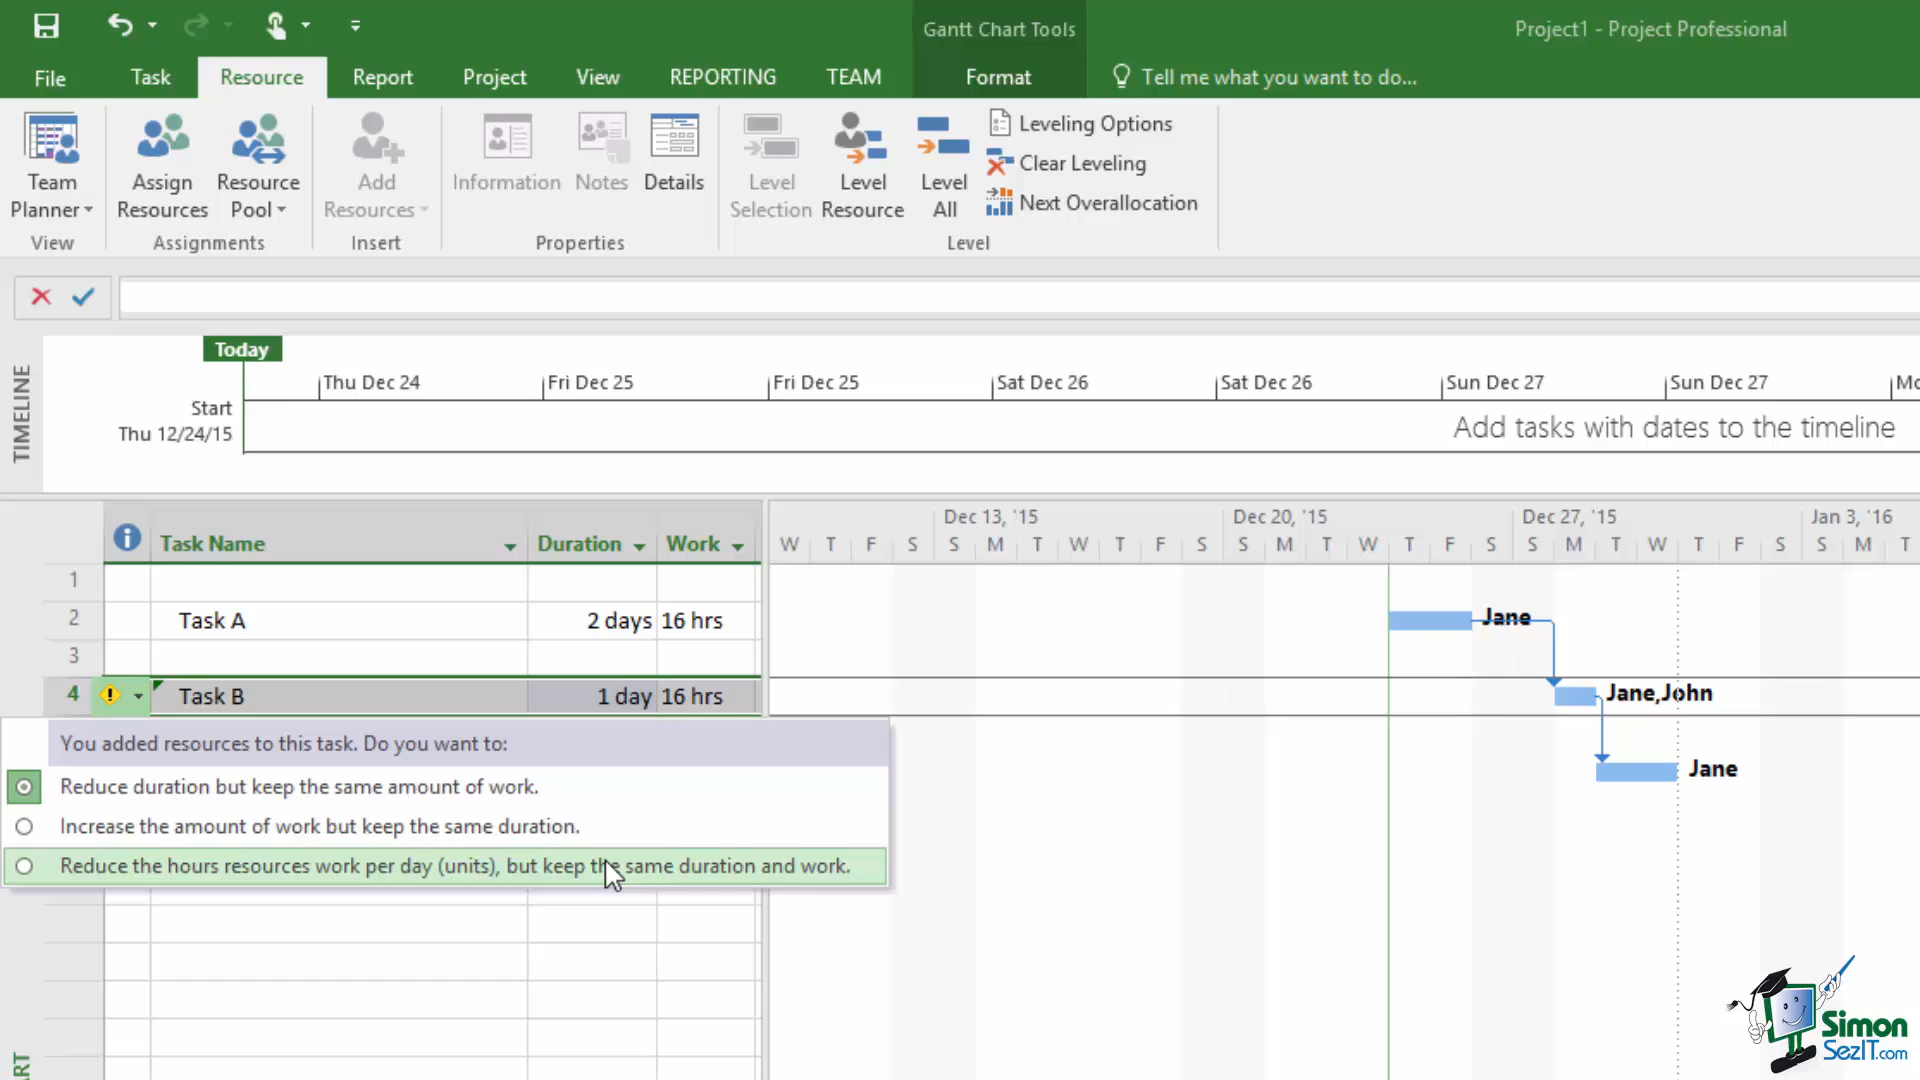 Gantt Chart Tools
Project1 - Project Professional
File
Task
Resource
Report
Project
View
REPORTING
TEAM
Format
Tell me what you want to do...
Team
Planner
View
Assign
Resources
Resource
Pool
Assignments
Add
Resources
Insert
Information
Notes
Details
Properties
Level
Selection
Level
Resource
Level
All
Leveling Options
Clear Leveling
Next Overallocation
Level
TIMELINE
Today
Thu Dec 24
Fri Dec 25
Fri Dec 25
Sat Dec 26
Sat Dec 26
Sun Dec 27
Sun Dec 27
Mo
Start
Thu 12/24/15
Add tasks with dates to the timeline
Task Name
Duration
Work
Dec 13, '15
Dec 20, '15
Dec 27, '15
Jan 3, '16
W T F S S M T W T F S S M T W T F S S M T W T F S S M T
1
2 Task A 2 days 16 hrs
Jane
3
4 Task B 1 day 16 hrs
Jane,John
You added resources to this task. Do you want to:
Reduce duration but keep the same amount of work.
Increase the amount of work but keep the same duration.
Reduce the hours resources work per day (units), but keep the same duration and work.
Jane
ART
Simon
SezIT.com